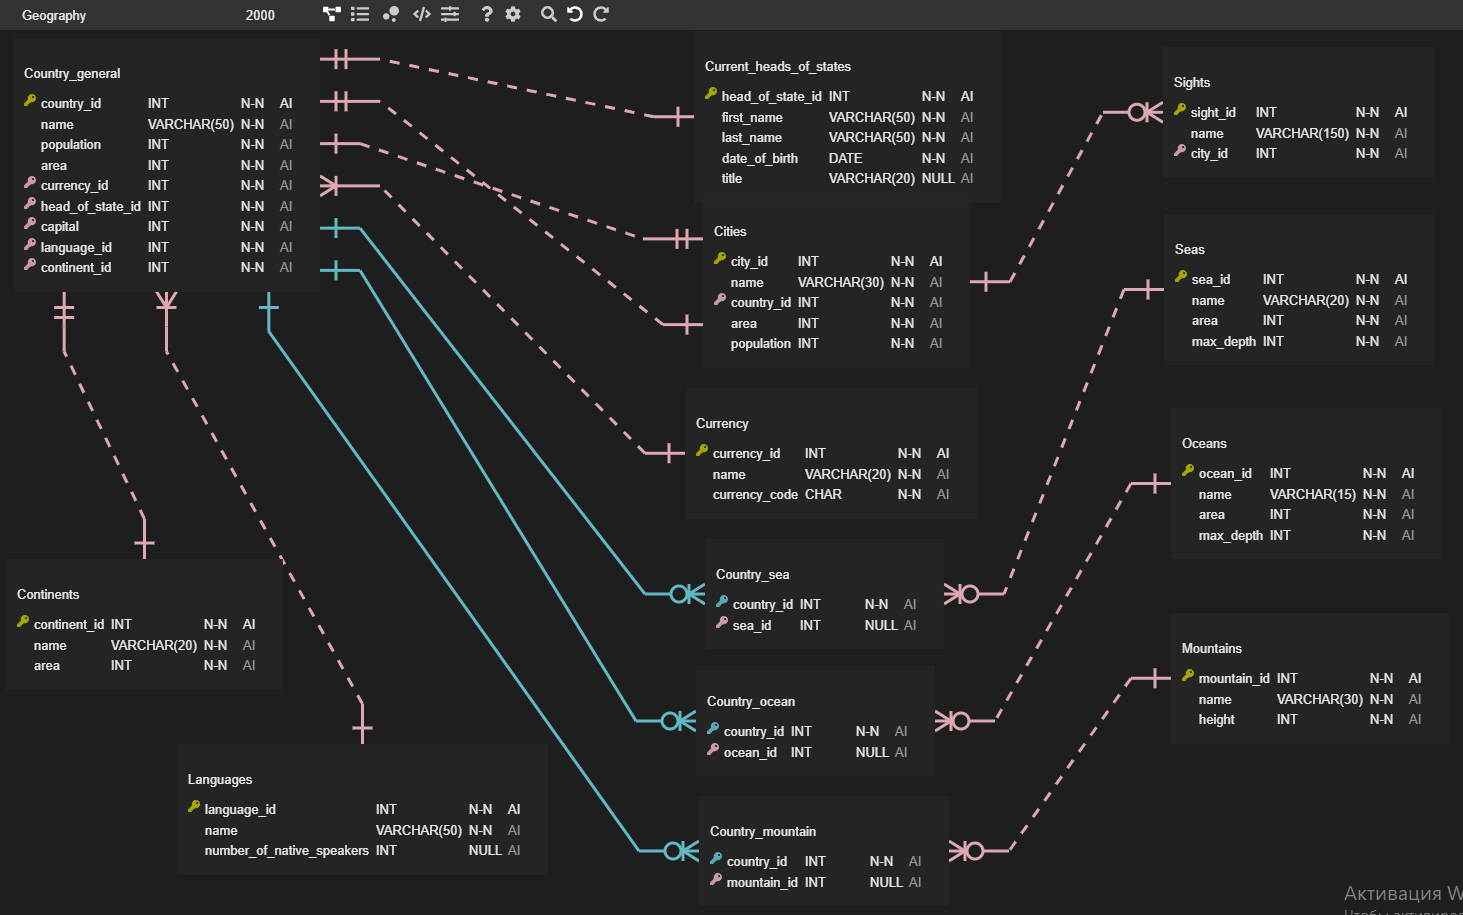 Geography 2000
Country_general
country_id INT N-N AI
name VARCHAR(50) N-N AI
population INT N-N AI
area INT N-N AI
currency_id INT N-N AI
head_of_state_id INT N-N AI
capital INT N-N AI
language_id INT N-N AI
continent_id INT N-N AI
Current_heads_of_states
head_of_state_id INT N-N AI
first_name VARCHAR(50) N-N AI
last_name VARCHAR(50) N-N AI
date_of_birth DATE N-N AI
title VARCHAR(20) NULL AI
Sights
sight_id INT N-N AI
name VARCHAR(150) N-N AI
city_id INT N-N AI
Cities
city_id INT N-N AI
name VARCHAR(30) N-N AI
country_id INT N-N AI
area INT N-N AI
population INT N-N AI
Seas
sea_id INT N-N AI
name VARCHAR(20) N-N AI
area INT N-N AI
max_depth INT N-N AI
Currency
currency_id INT N-N AI
name VARCHAR(20) N-N AI
currency_code CHAR N-N AI
Oceans
ocean_id INT N-N AI
name VARCHAR(15) N-N AI
area INT N-N AI
max_depth INT N-N AI
Continents
continent_id INT N-N AI
name VARCHAR(20) N-N AI
area INT N-N AI
Country_sea
country_id INT N-N AI
sea_id INT NULL AI
Mountains
mountain_id INT N-N AI
name VARCHAR(30) N-N AI
height INT N-N AI
Country_ocean
country_id INT N-N AI
ocean_id INT NULL AI
Languages
language_id INT N-N AI
name VARCHAR(50) N-N AI
number_of_native_speakers INT NULL AI
Country_mountain
country_id INT N-N AI
mountain_id INT NULL AI
Активация W